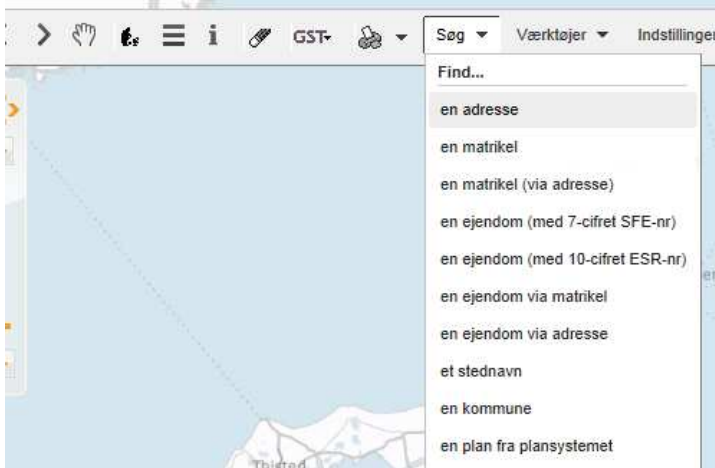 GST Søg Værktøjer Indstillinger
Find...
en adresse
en matrikel
en matrikel (via adresse)
en ejendom (med 7-cifret SFE-nr)
en ejendom (med 10-cifret ESR-nr)
en ejendom via matrikel
en ejendom via adresse
et stednavn
en kommune
en plan fra plansystemet
Thisted